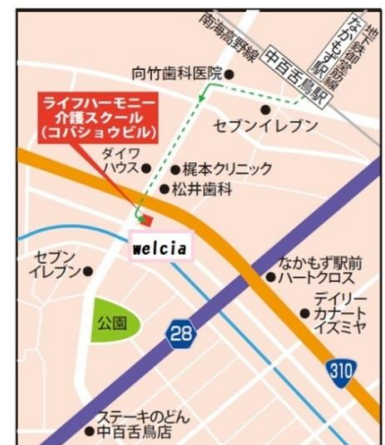 南海高野線
地下鉄御堂筋線
なかもず駅
中百舌鳥駅
向竹歯科医院
セブンイレブン
ライフハーモニー
介護スクール
(コバショウビル)
ダイワ
ハウス
梶本クリニック
松井歯科
welcia
セブン
イレブン
なかもず駅前
ハートクロス
デイリー
カナート
イズミヤ
公園
28
310
ステーキのどん
中百舌鳥店